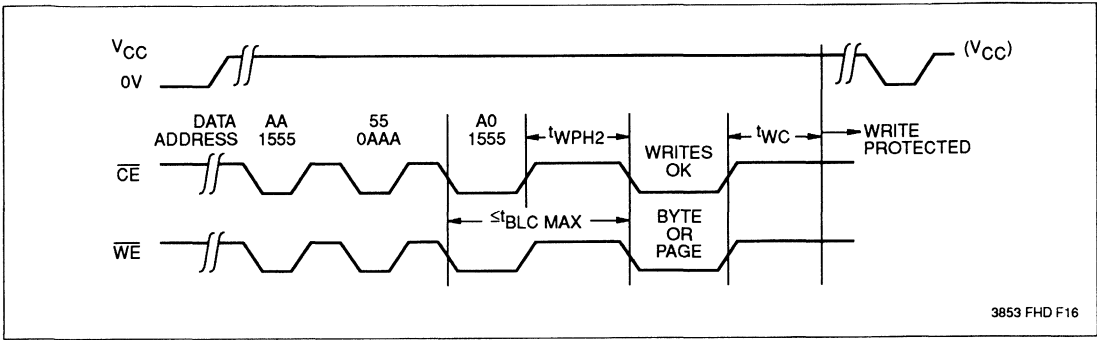 VCC
0V
(VCC)
DATA AA 55 A0
ADDRESS 1555 0AAA 1555
tWPH2
WRITES
OK
tWC
WRITE
PROTECTED
CE
≤tBLC MAX
BYTE
OR
PAGE
WE
3853 FHD F16